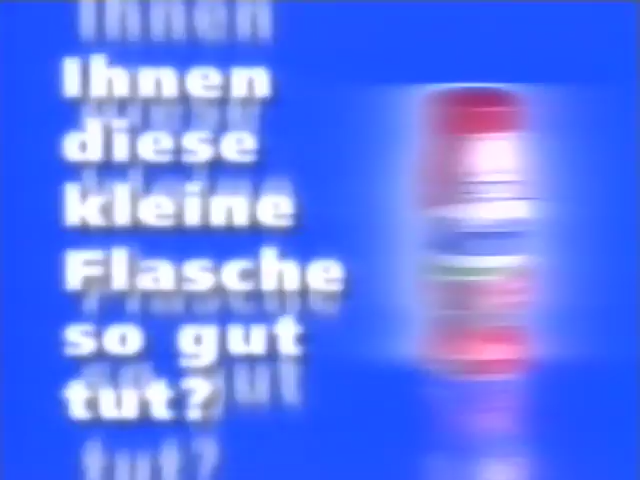 Ihnen
diese
kleine
Flasche
so gut
tut?